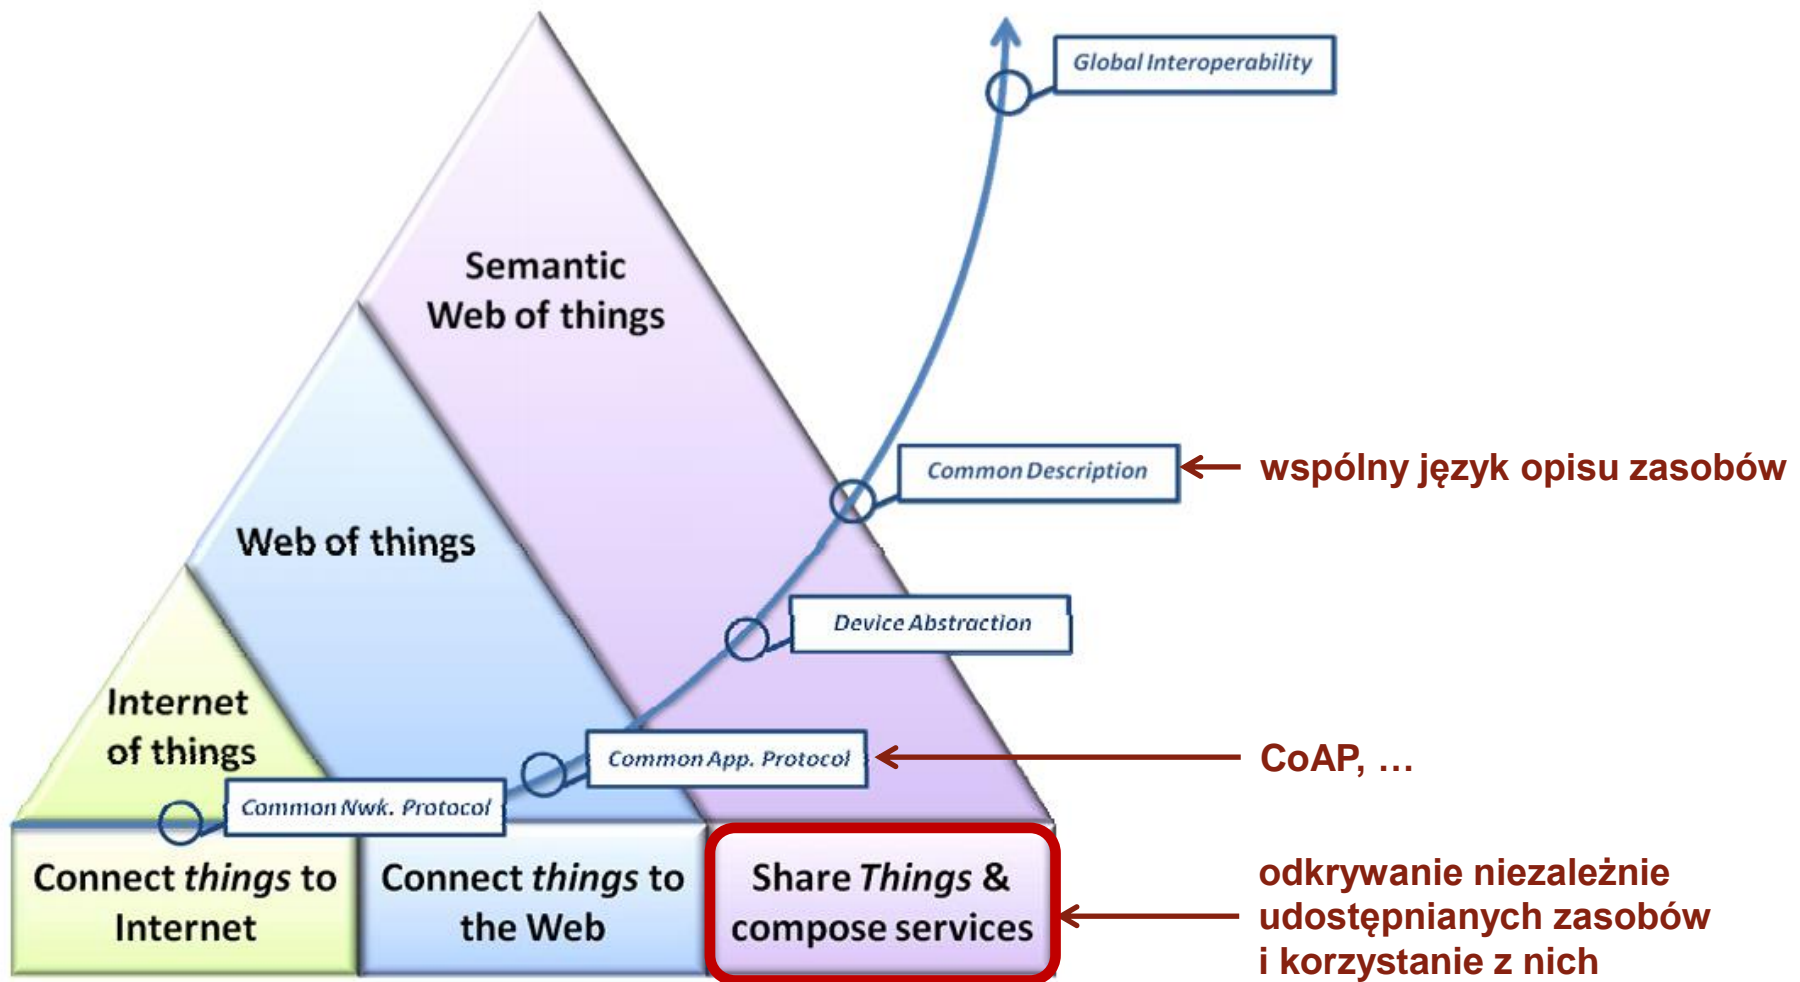 Global Interoperability
Semantic
Web of things
Common Description
wspólny język opisu zasobów
Web of things
Device Abstraction
Internet
of things
Common App. Protocol
CoAP, …
Common Nwk. Protocol
Connect things to
Internet
Connect things to
the Web
Share Things &
compose services
odkrywanie niezależnie
udostępnianych zasobów
i korzystanie z nich